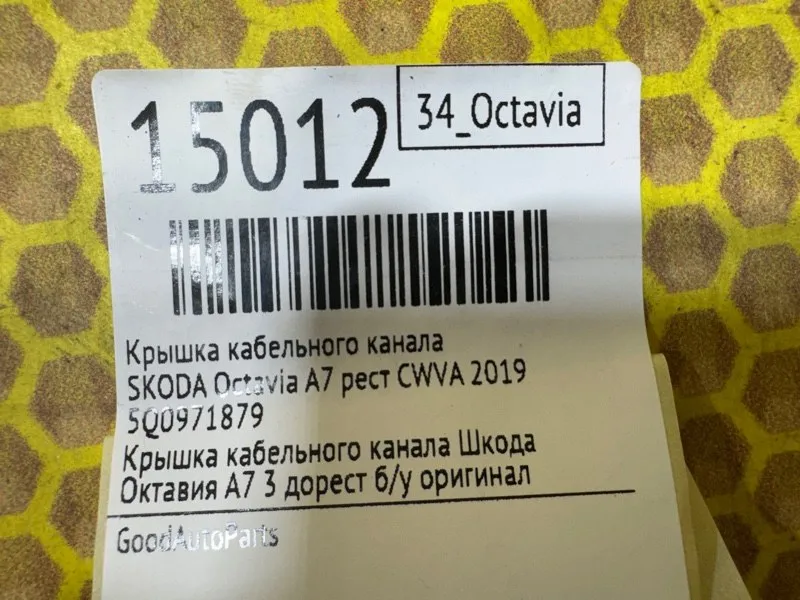 15012
34_Octavia
Крышка кабельного канала
SKODA Octavia A7 рест CWVA 2019
5Q0971879
Крышка кабельного канала Шкода
Октавия А7 3 дорест б/у оригинал
GoodAutoParts